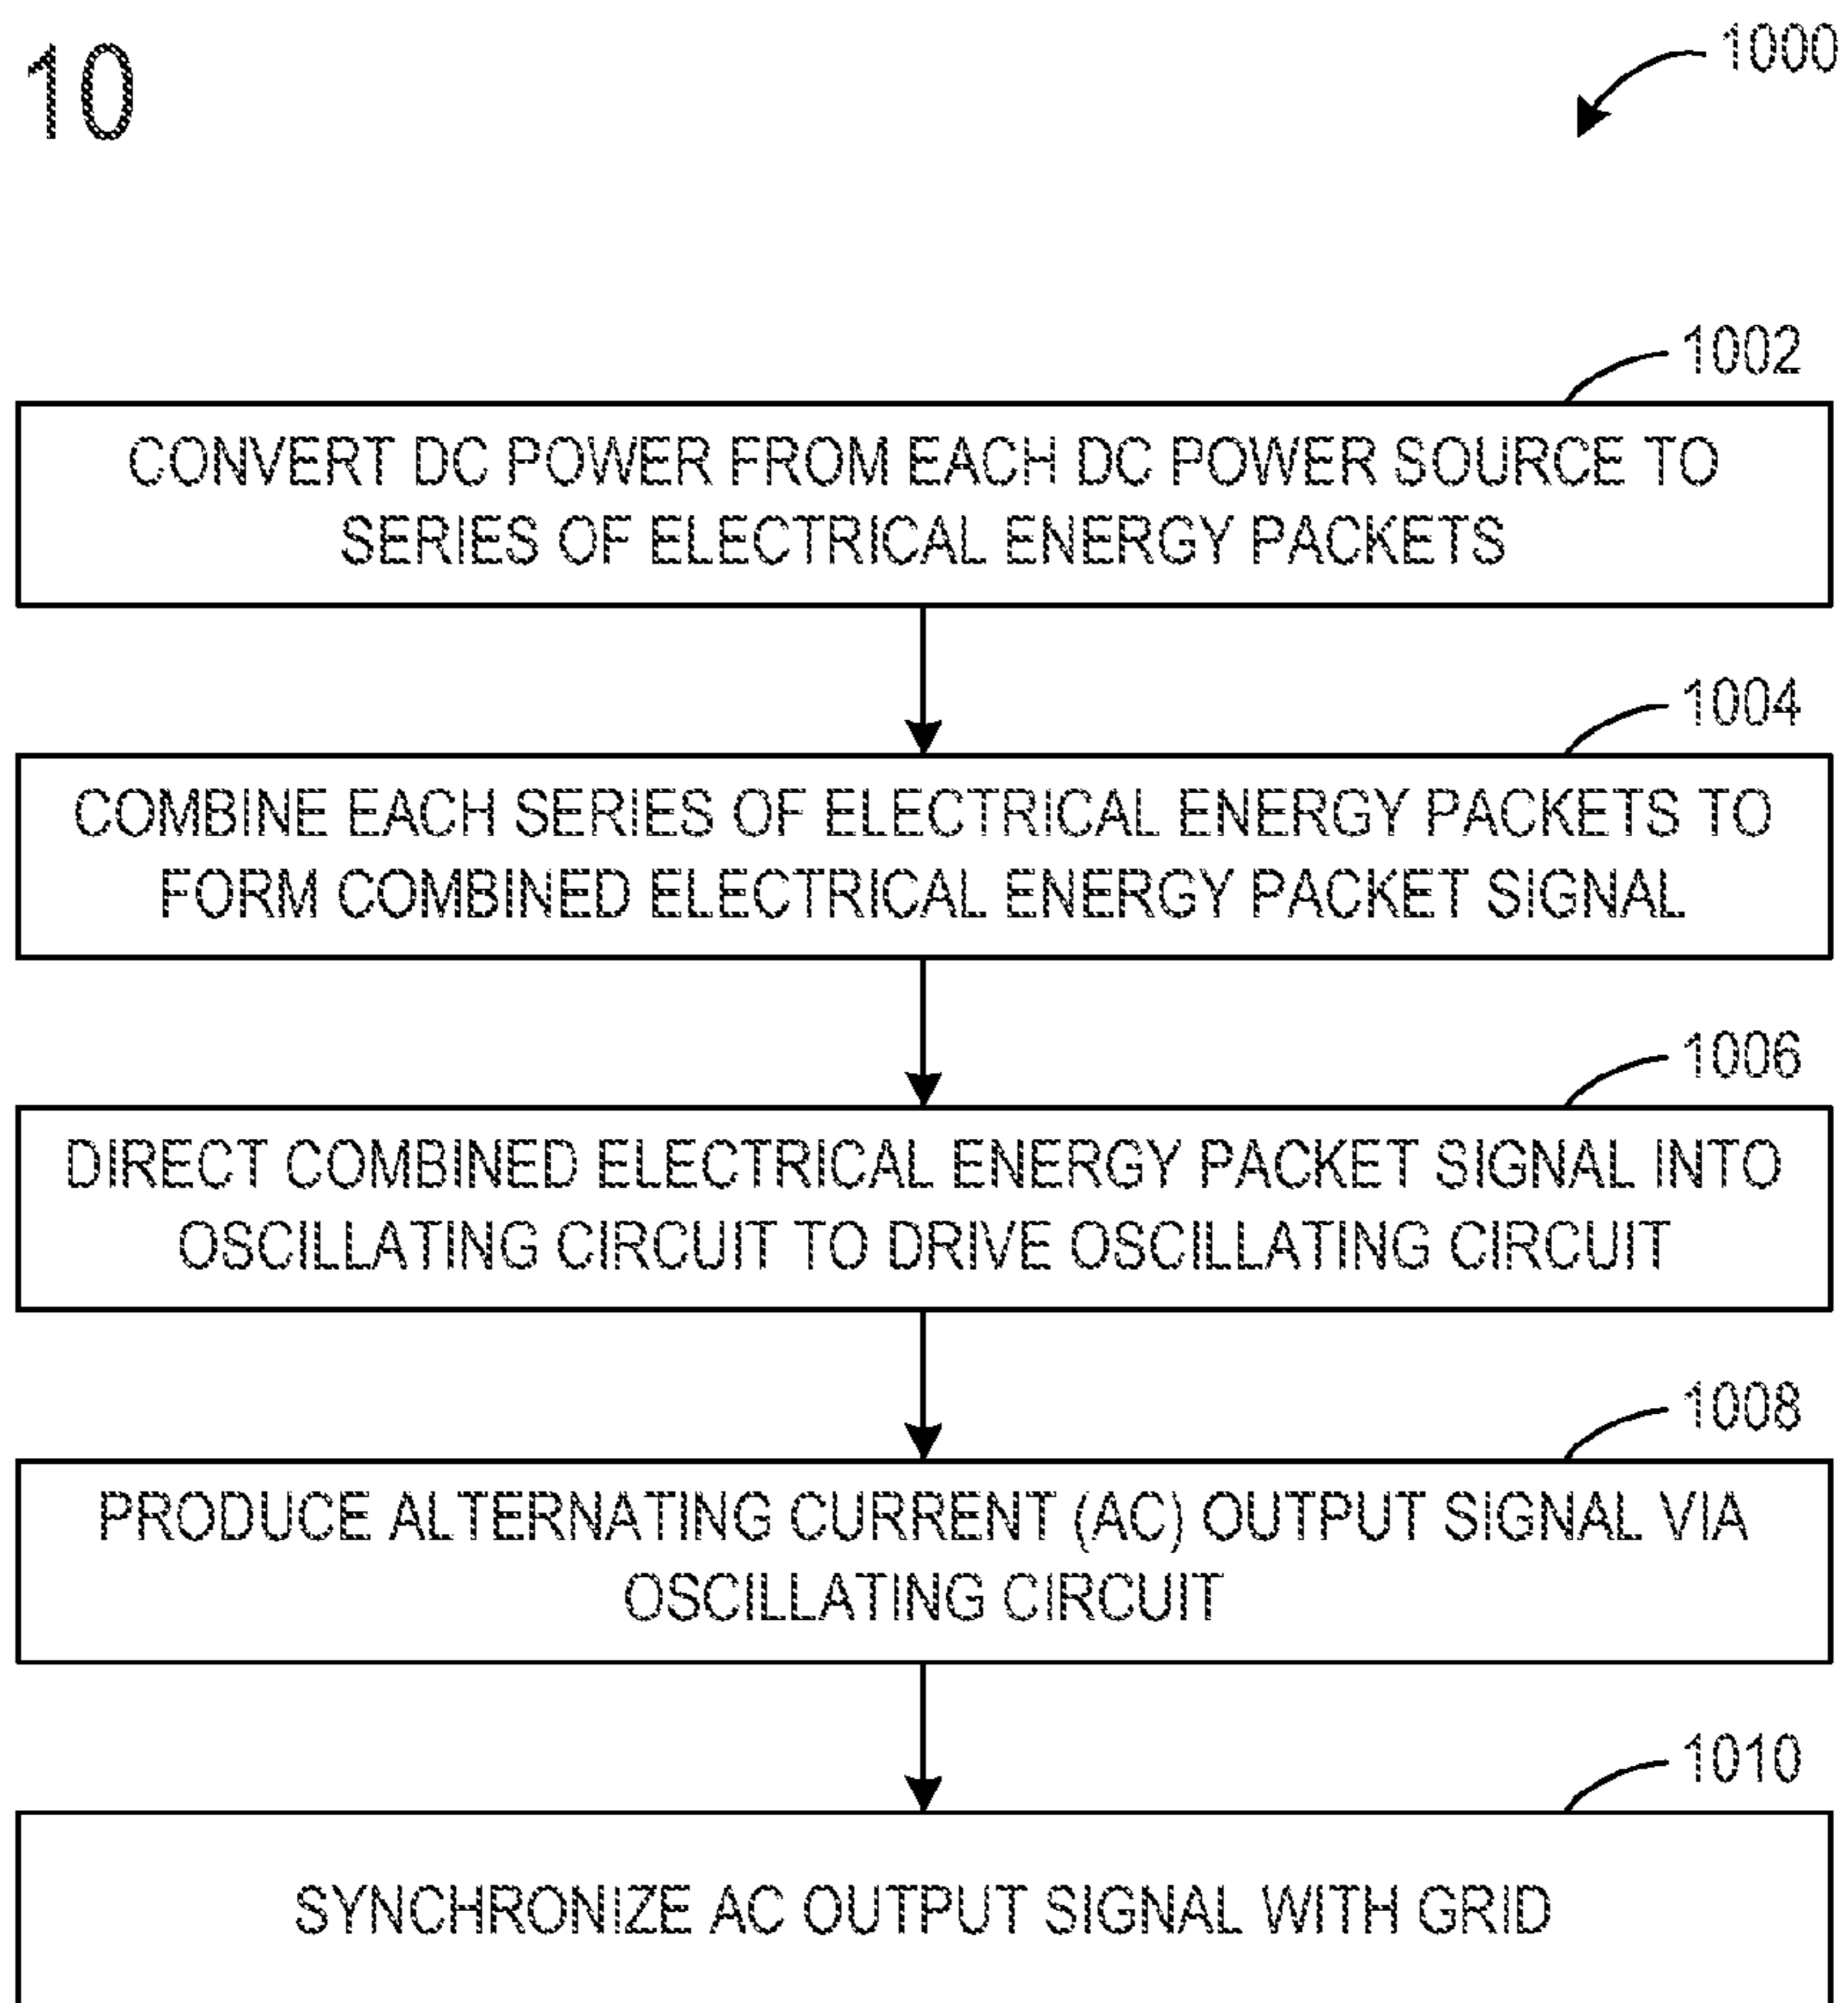 10
1000
1002
CONVERT DC POWER FROM EACH DC POWER SOURCE TO
SERIES OF ELECTRICAL ENERGY PACKETS
1004
COMBINE EACH SERIES OF ELECTRICAL ENERGY PACKETS TO
FORM COMBINED ELECTRICAL ENERGY PACKET SIGNAL
1006
DIRECT COMBINED ELECTRICAL ENERGY PACKET SIGNAL INTO
OSCILLATING CIRCUIT TO DRIVE OSCILLATING CIRCUIT
1008
PRODUCE ALTERNATING CURRENT (AC) OUTPUT SIGNAL VIA
OSCILLATING CIRCUIT
1010
SYNCHRONIZE AC OUTPUT SIGNAL WITH GRID